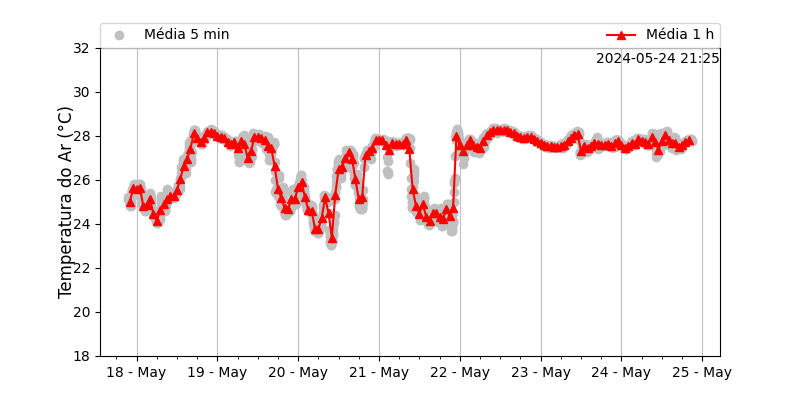 Média 5 min
Média 1 h
2024-05-24 21:25
Temperatura do Ar (°C)
32
30
28
26
24
22
20
18
18 - May
19 - May
20 - May
21 - May
22 - May
23 - May
24 - May
25 - May